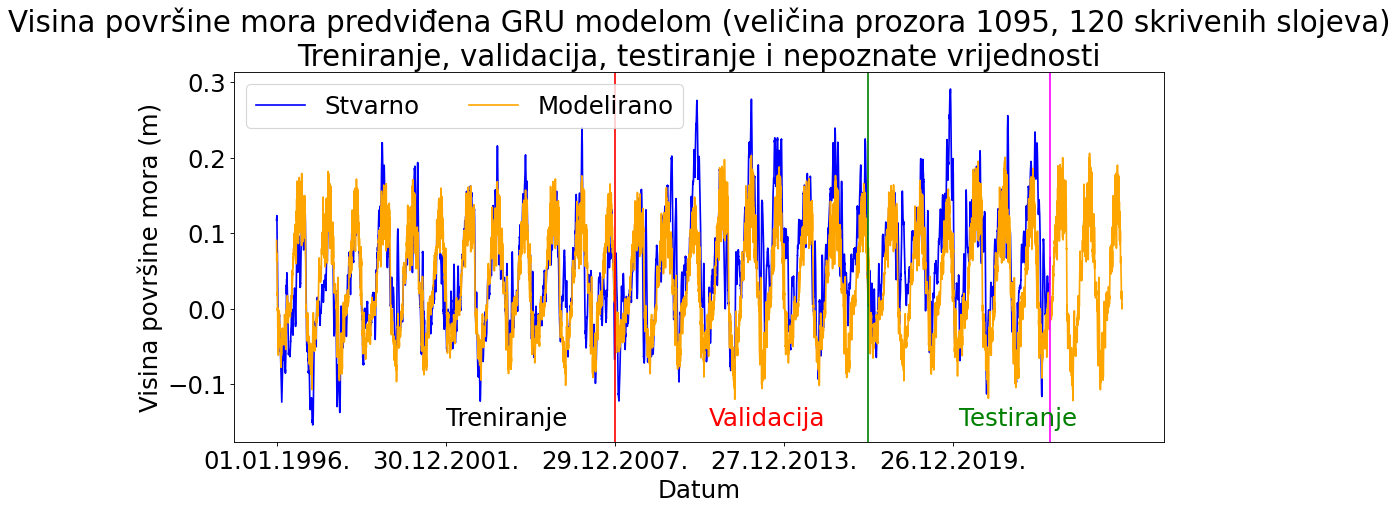 Visina površine mora predviđena GRU modelom (veličina prozora 1095, 120 skrivenih slojeva)
Treniranje, validacija, testiranje i nepoznate vrijednosti
Stvarno
Modelirano
Visina površine mora (m)
0.3
0.2
0.1
0.0
−0.1
Treniranje
Validacija
Testiranje
01.01.1996.
30.12.2001.
29.12.2007.
27.12.2013.
26.12.2019.
Datum